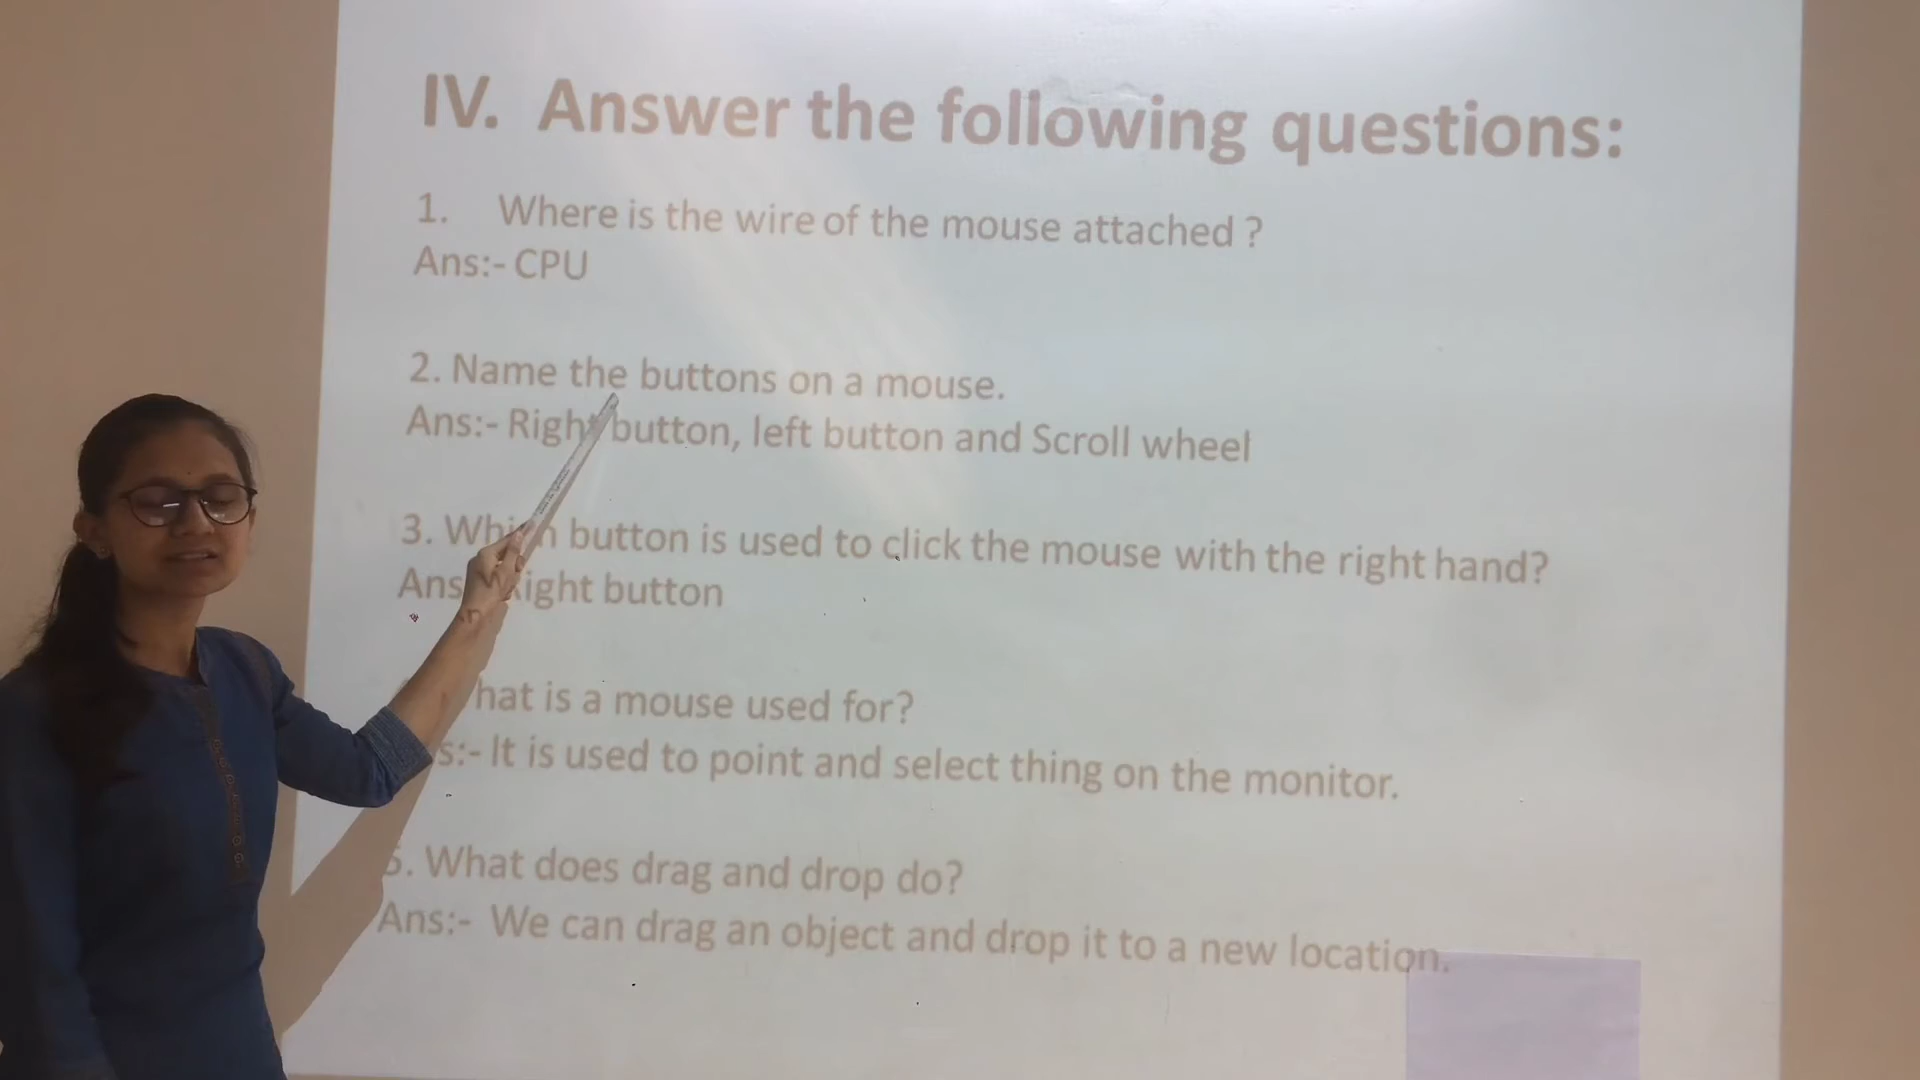 IV. Answer the following questions:
1. Where is the wire of the mouse attached ?
Ans:- CPU
2. Name the buttons on a mouse.
Ans:- Right button, left button and Scroll wheel
3. Which button is used to click the mouse with the right hand?
Ans Right button
hat is a mouse used for?
s:- It is used to point and select thing on the monitor.
5. What does drag and drop do?
Ans:- We can drag an object and drop it to a new location.